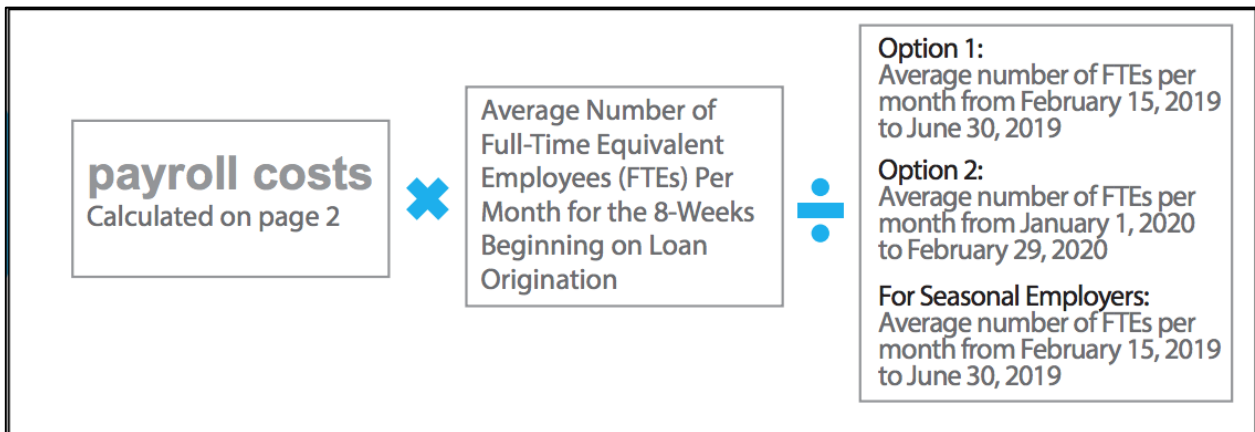 payroll costs
Calculated on page 2
Average Number of
Full-Time Equivalent
Employees (FTEs) Per
Month for the 8-Weeks
Beginning on Loan
Origination
Option 1:
Average number of FTEs per
month from February 15, 2019
to June 30, 2019
Option 2:
Average number of FTEs per
month from January 1, 2020
to February 29, 2020
For Seasonal Employers:
Average number of FTEs per
month from February 15, 2019
to June 30, 2019